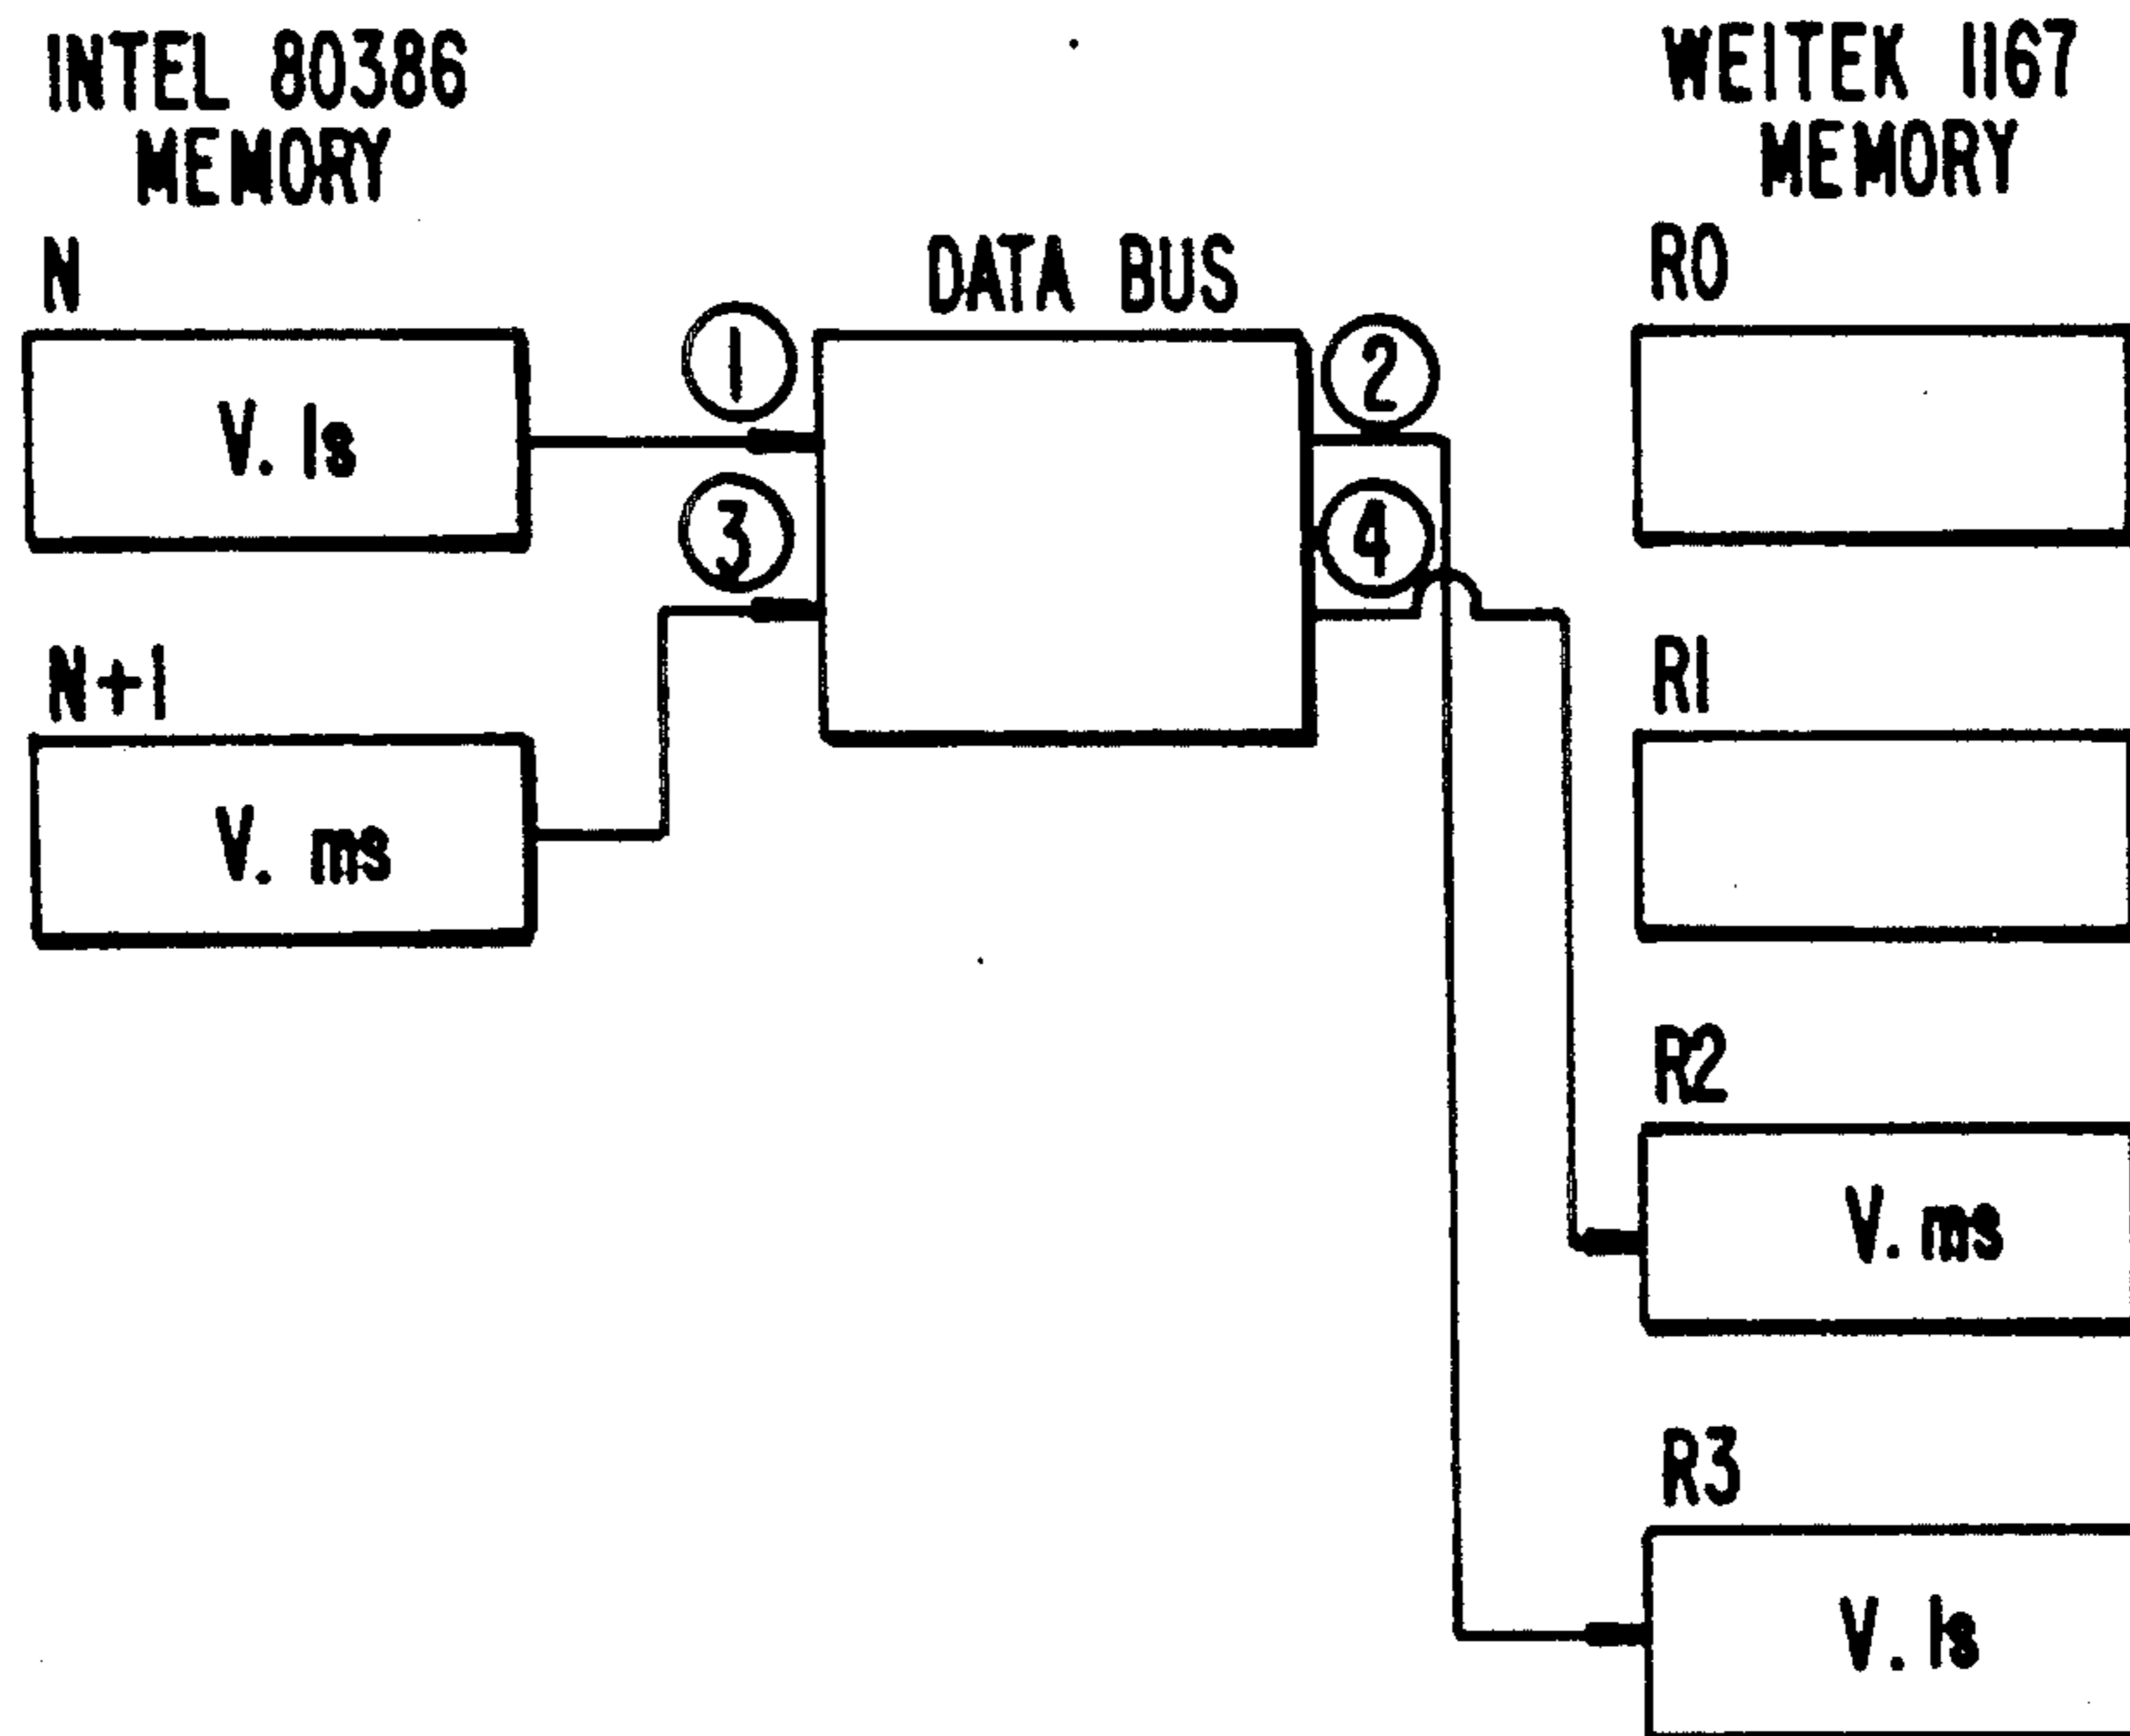 INTEL 80386
MEMORY
WEITEK 1167
MEMORY
N
DATA BUS
R0
1
2
V. ls
3
4
N+1
R1
V. ms
R2
V. ms
R3
V. ls